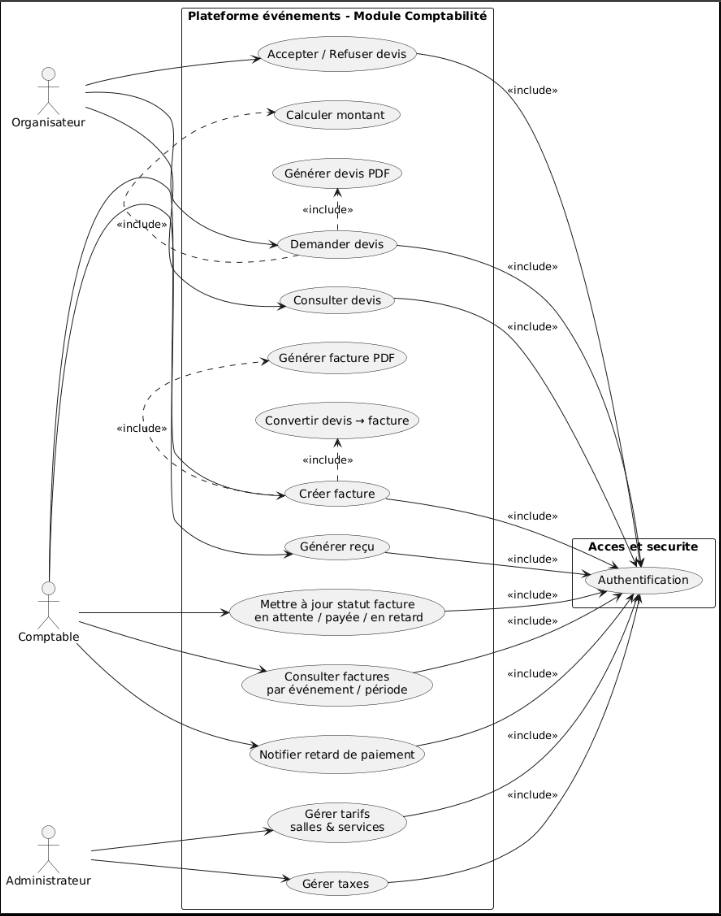 Plateforme événements - Module Comptabilité
Accepter / Refuser devis
«include»
Organisateur
Calculer montant
Générer devis PDF
«include»
«include»
Demander devis
«include»
Consulter devis
«include»
Générer facture PDF
Convertir devis → facture
«include»
«include»
Créer facture
«include»
Générer reçu
«include»
Acces et securite
Authentification
Comptable
Mettre à jour statut facture
en attente / payée / en retard
«include»
«include»
Consulter factures
par événement / période
«include»
Notifier retard de paiement
«include»
Gérer tarifs
salles & services
«include»
Administrateur
Gérer taxes